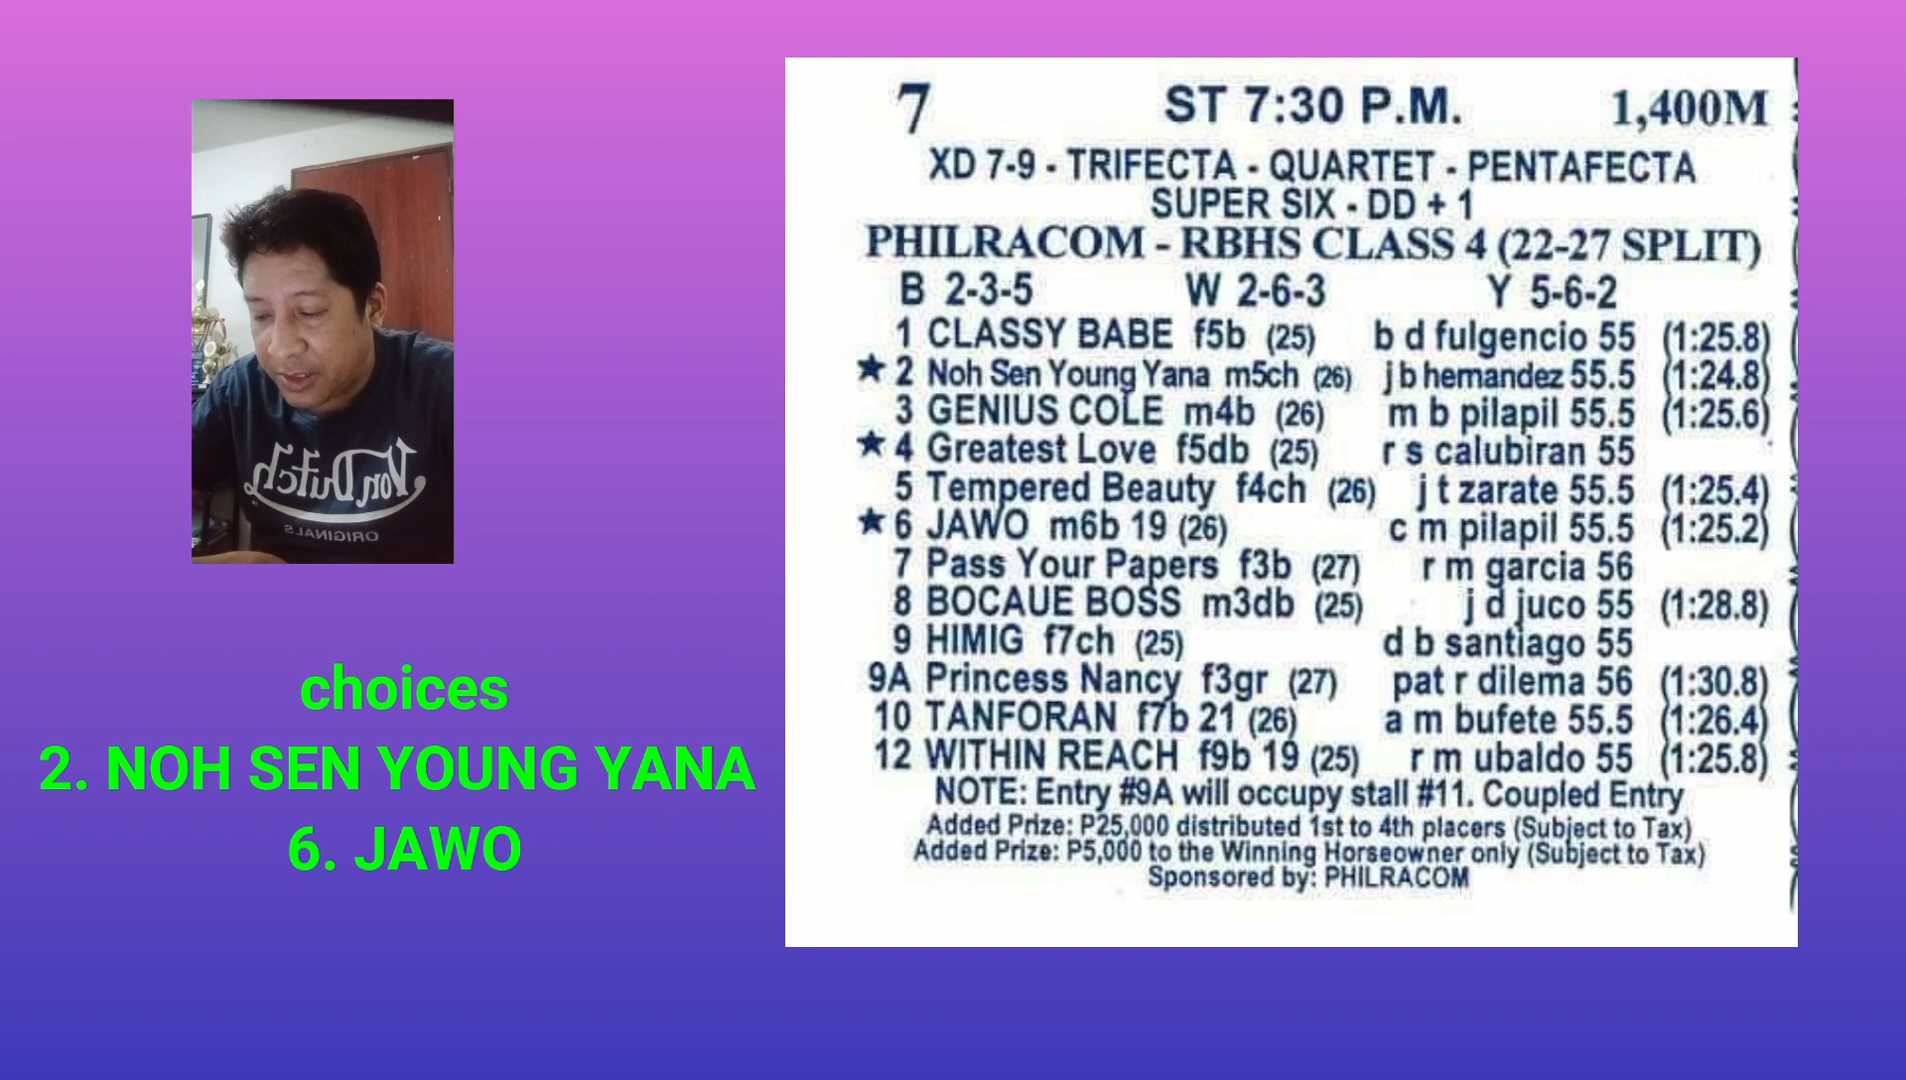 Von Dutch
ORIGINALS
choices
2. NOH SEN YOUNG YANA
6. JAWO
7 ST 7:30 P.M. 1,400M
XD 7-9 - TRIFECTA - QUARTET - PENTAFECTA
SUPER SIX - DD + 1
PHILRACOM - RBHS CLASS 4 (22-27 SPLIT)
B 2-3-5 W 2-6-3 Y 5-6-2
1 CLASSY BABE f5b (25) b d fulgencio 55 (1:25.8)
★ 2 Noh Sen Young Yana m5ch (26) j b hernandez 55.5 (1:24.8)
3 GENIUS COLE m4b (26) m b pilapil 55.5 (1:25.6)
★ 4 Greatest Love f5db (25) r s calubiran 55
5 Tempered Beauty f4ch (26) j t zarate 55.5 (1:25.4)
★ 6 JAWO m6b 19 (26) c m pilapil 55.5 (1:25.2)
7 Pass Your Papers f3b (27) r m garcia 56
8 BOCAUE BOSS m3db (25) j d juco 55 (1:28.8)
9 HIMIG f7ch (25) d b santiago 55
9A Princess Nancy f3gr (27) pat r dilema 56 (1:30.8)
10 TANFORAN f7b 21 (26) a m bufete 55.5 (1:26.4)
12 WITHIN REACH f9b 19 (25) r m ubaldo 55 (1:25.8)
NOTE: Entry #9A will occupy stall #11. Coupled Entry
Added Prize: P25,000 distributed 1st to 4th placers (Subject to Tax)
Added Prize: P5,000 to the Winning Horseowner only (Subject to Tax)
Sponsored by: PHILRACOM